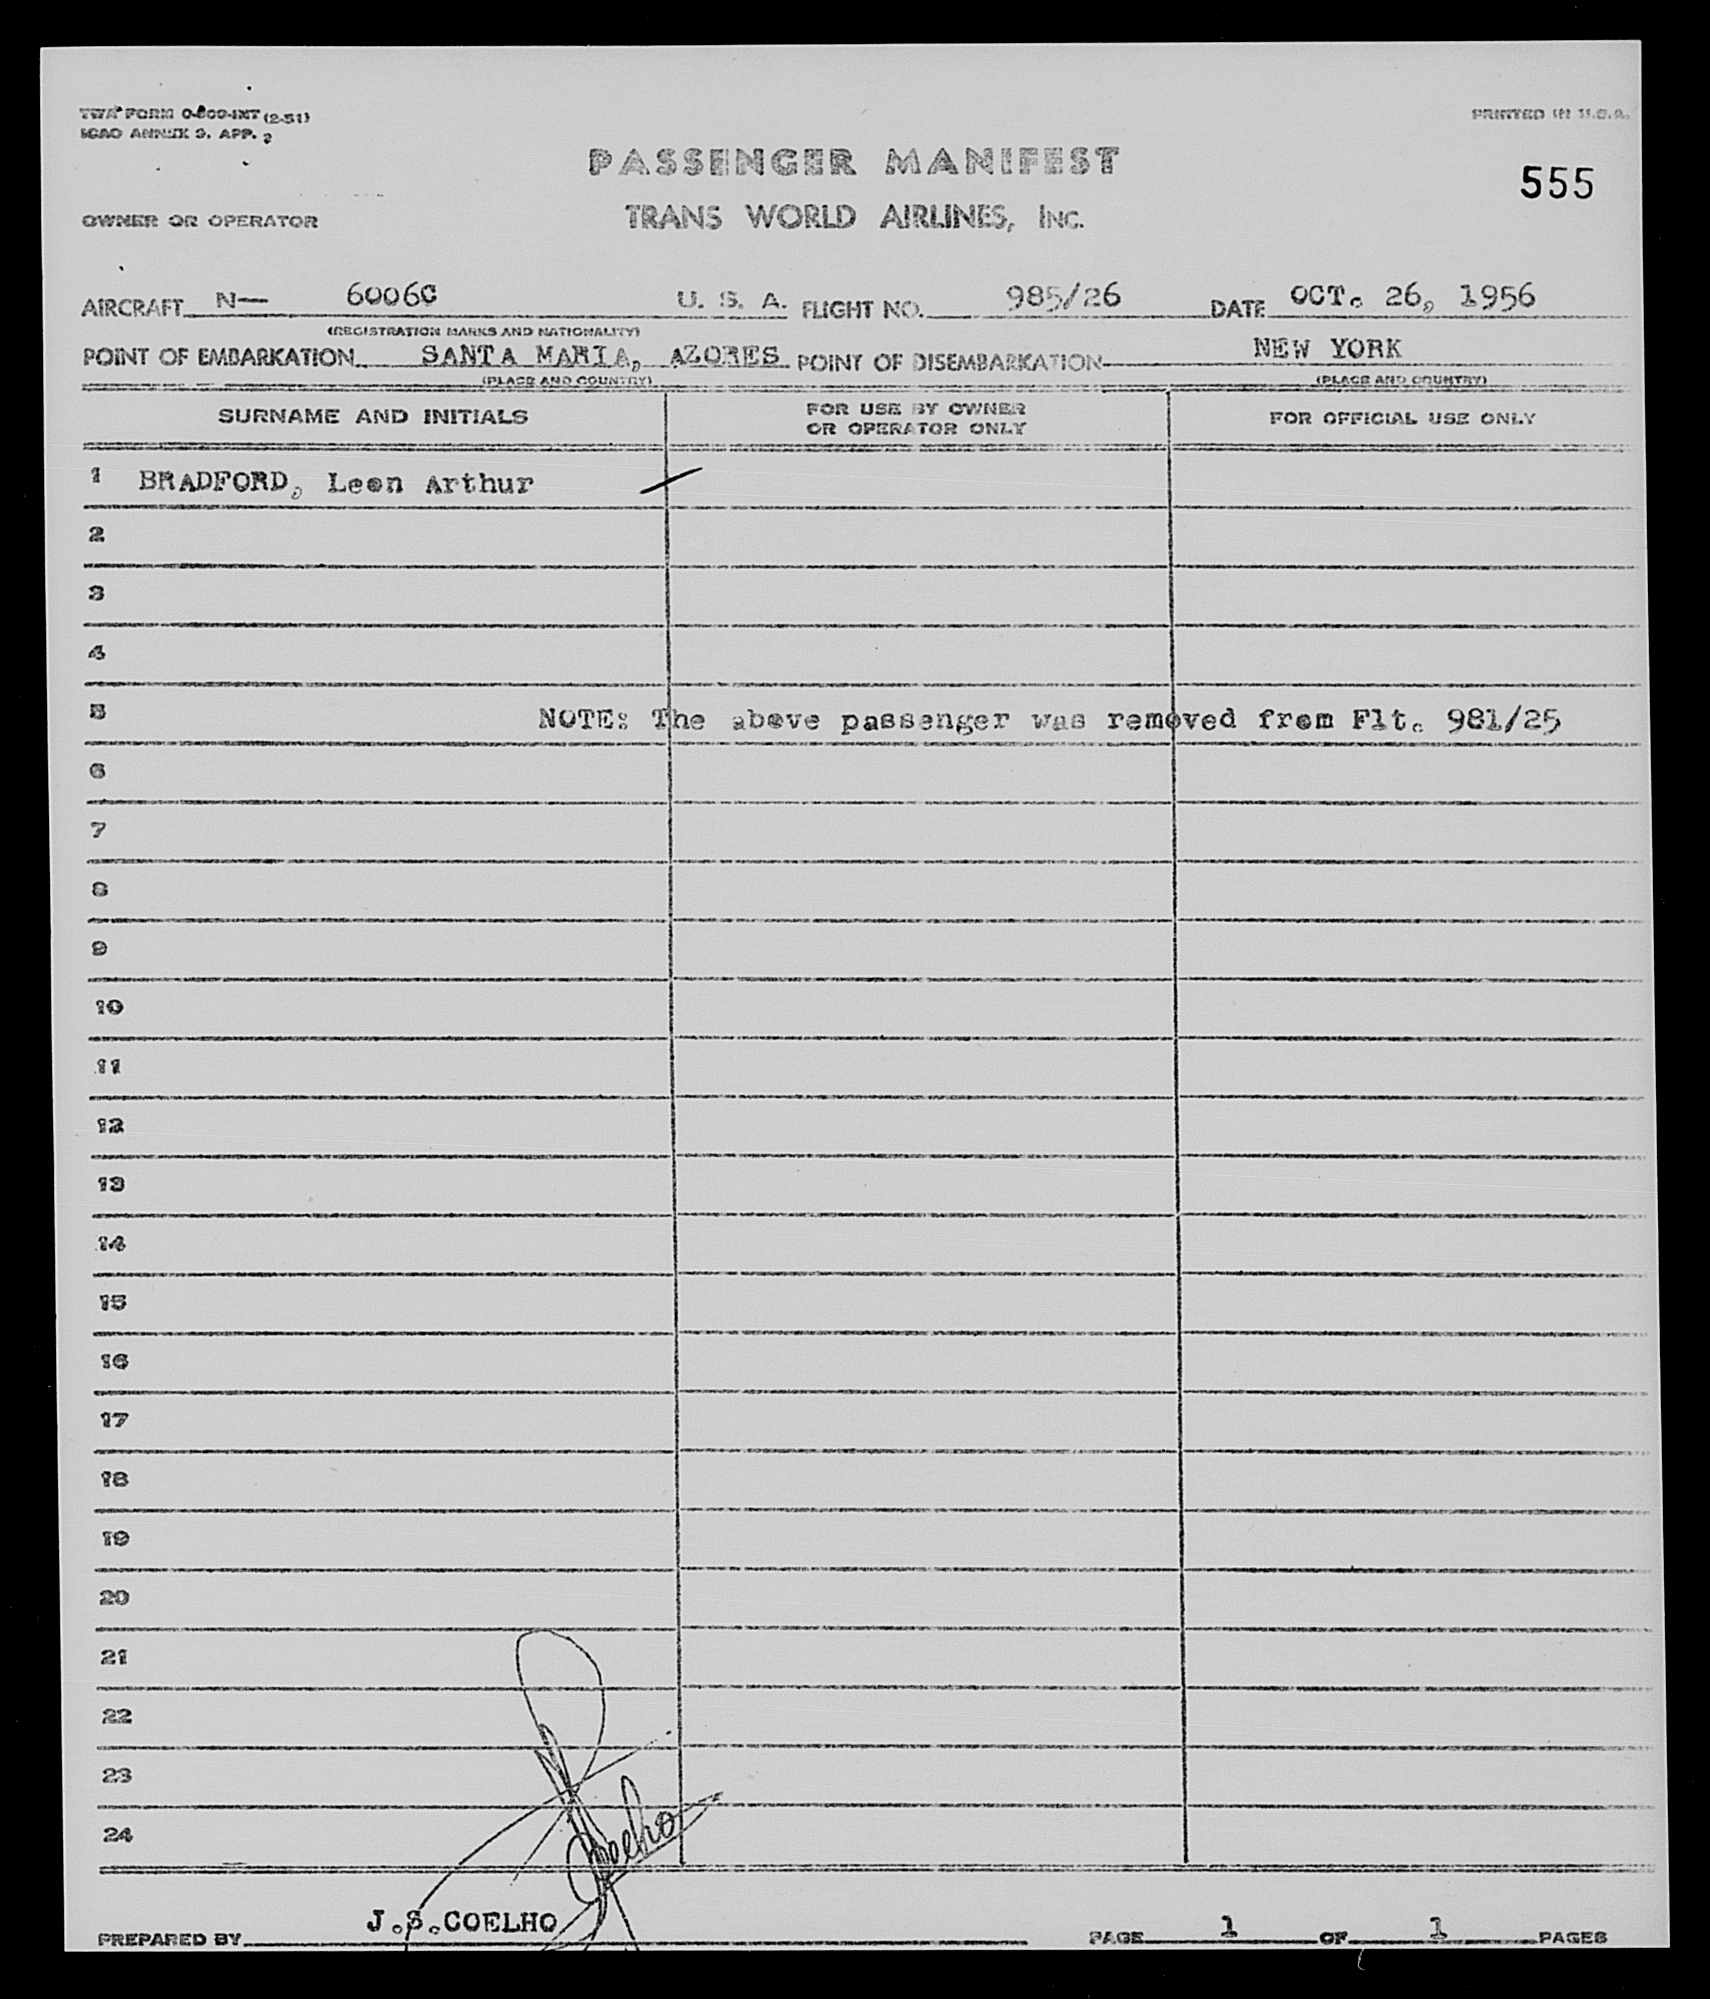 TWA FORM O-800-INT (2-51)
ICAO ANNEX 9. APP. 2
PRINTED IN U.S.A.
PASSENGER MANIFEST
555
OWNER OR OPERATOR
TRANS WORLD AIRLINES, INC.
AIRCRAFT N— 6006C U. S. A. FLIGHT NO. 985/26 DATE OCT. 26, 1956
(REGISTRATION MARKS AND NATIONALITY)
POINT OF EMBARKATION SANTA MARIA, AZORES POINT OF DISEMBARKATION NEW YORK
(PLACE AND COUNTRY) (PLACE AND COUNTRY)
SURNAME AND INITIALS
FOR USE BY OWNER
OR OPERATOR ONLY
FOR OFFICIAL USE ONLY
1 BRADFORD, Leon Arthur
2
3
4
5 NOTE: The above passenger was removed from Flt. 981/25
6
7
8
9
10
11
12
13
14
15
16
17
18
19
20
21
22
23
24
Coelho
PREPARED BY J.S.COELHO PAGE 1 OF 1 PAGES